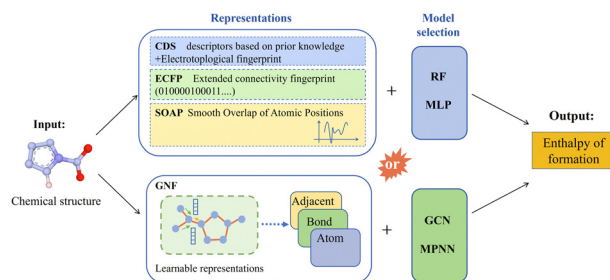 Representations
Model
selection
CDS descriptors based on prior knowledge
+Electrotoplogical fingerprint
ECFP Extended connectivity fingerprint
(010000100011....)
SOAP Smooth Overlap of Atomic Positions
+
RF
MLP
Input:
Chemical structure
Output:
Enthalpy of
formation
or
GNF
Learnable representations
Adjacent
Bond
Atom
+
GCN
MPNN